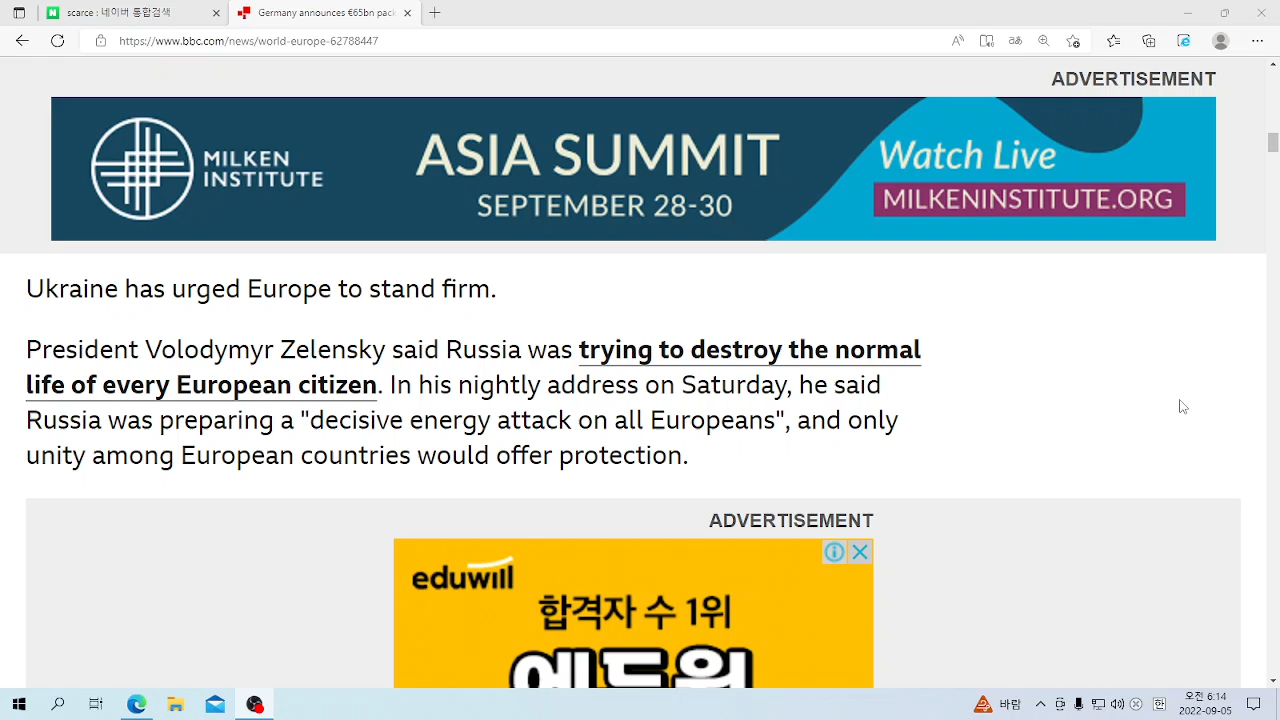 scarce : 네이버 통합검색
Germany announces €65bn pack
https://www.bbc.com/news/world-europe-62788447
ADVERTISEMENT
MILKEN
INSTITUTE
ASIA SUMMIT
SEPTEMBER 28-30
Watch Live
MILKENINSTITUTE.ORG
Ukraine has urged Europe to stand firm.
President Volodymyr Zelensky said Russia was trying to destroy the normal
life of every European citizen. In his nightly address on Saturday, he said
Russia was preparing a "decisive energy attack on all Europeans", and only
unity among European countries would offer protection.
ADVERTISEMENT
eduwill
합격자 수 1위
에듀윌
바람
오전 6:14
2022-09-05